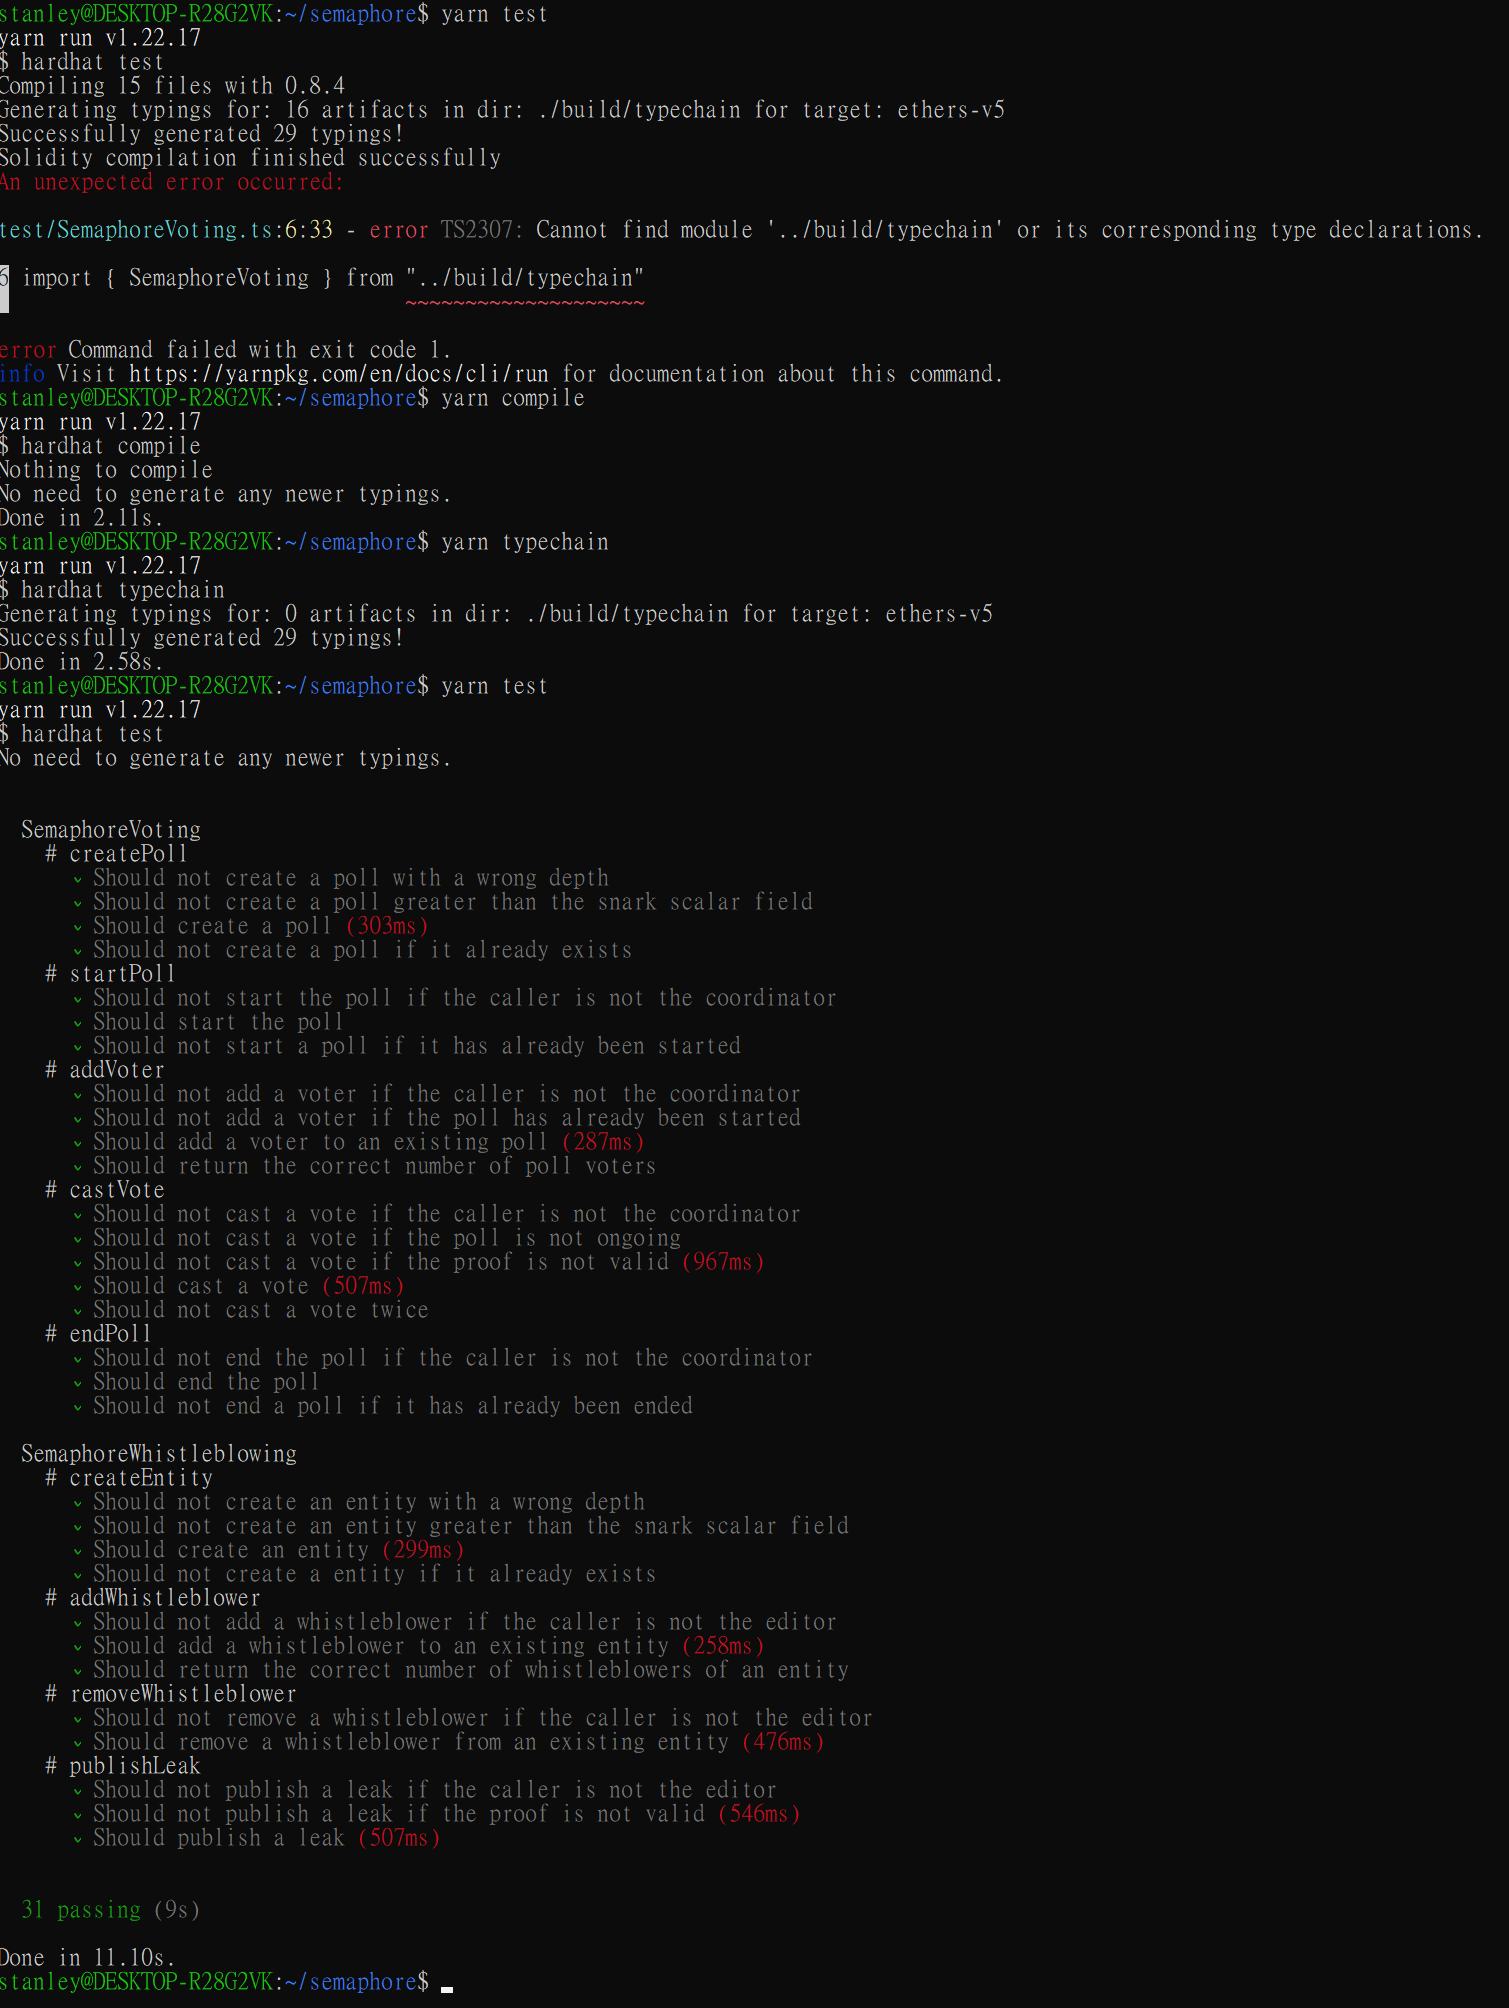 stanley@DESKTOP-R28G2VK:~/semaphore$ yarn test
yarn run v1.22.17
$ hardhat test
Compiling 15 files with 0.8.4
Generating typings for: 16 artifacts in dir: ./build/typechain for target: ethers-v5
Successfully generated 29 typings!
Solidity compilation finished successfully
An unexpected error occurred:
test/SemaphoreVoting.ts:6:33 - error TS2307: Cannot find module '../build/typechain' or its corresponding type declarations.
6 import { SemaphoreVoting } from "../build/typechain"
~~~~~~~~~~~~~~~~~~~~
error Command failed with exit code 1.
info Visit https://yarnpkg.com/en/docs/cli/run for documentation about this command.
stanley@DESKTOP-R28G2VK:~/semaphore$ yarn compile
yarn run v1.22.17
$ hardhat compile
Nothing to compile
No need to generate any newer typings.
Done in 2.11s.
stanley@DESKTOP-R28G2VK:~/semaphore$ yarn typechain
yarn run v1.22.17
$ hardhat typechain
Generating typings for: 0 artifacts in dir: ./build/typechain for target: ethers-v5
Successfully generated 29 typings!
Done in 2.58s.
stanley@DESKTOP-R28G2VK:~/semaphore$ yarn test
yarn run v1.22.17
$ hardhat test
No need to generate any newer typings.
SemaphoreVoting
# createPoll
✓ Should not create a poll with a wrong depth
✓ Should not create a poll greater than the snark scalar field
✓ Should create a poll (303ms)
✓ Should not create a poll if it already exists
# startPoll
✓ Should not start the poll if the caller is not the coordinator
✓ Should start the poll
✓ Should not start a poll if it has already been started
# addVoter
✓ Should not add a voter if the caller is not the coordinator
✓ Should not add a voter if the poll has already been started
✓ Should add a voter to an existing poll (287ms)
✓ Should return the correct number of poll voters
# castVote
✓ Should not cast a vote if the caller is not the coordinator
✓ Should not cast a vote if the poll is not ongoing
✓ Should not cast a vote if the proof is not valid (967ms)
✓ Should cast a vote (507ms)
✓ Should not cast a vote twice
# endPoll
✓ Should not end the poll if the caller is not the coordinator
✓ Should end the poll
✓ Should not end a poll if it has already been ended
SemaphoreWhistleblowing
# createEntity
✓ Should not create an entity with a wrong depth
✓ Should not create an entity greater than the snark scalar field
✓ Should create an entity (299ms)
✓ Should not create a entity if it already exists
# addWhistleblower
✓ Should not add a whistleblower if the caller is not the editor
✓ Should add a whistleblower to an existing entity (258ms)
✓ Should return the correct number of whistleblowers of an entity
# removeWhistleblower
✓ Should not remove a whistleblower if the caller is not the editor
✓ Should remove a whistleblower from an existing entity (476ms)
# publishLeak
✓ Should not publish a leak if the caller is not the editor
✓ Should not publish a leak if the proof is not valid (546ms)
✓ Should publish a leak (507ms)
31 passing (9s)
Done in 11.10s.
stanley@DESKTOP-R28G2VK:~/semaphore$